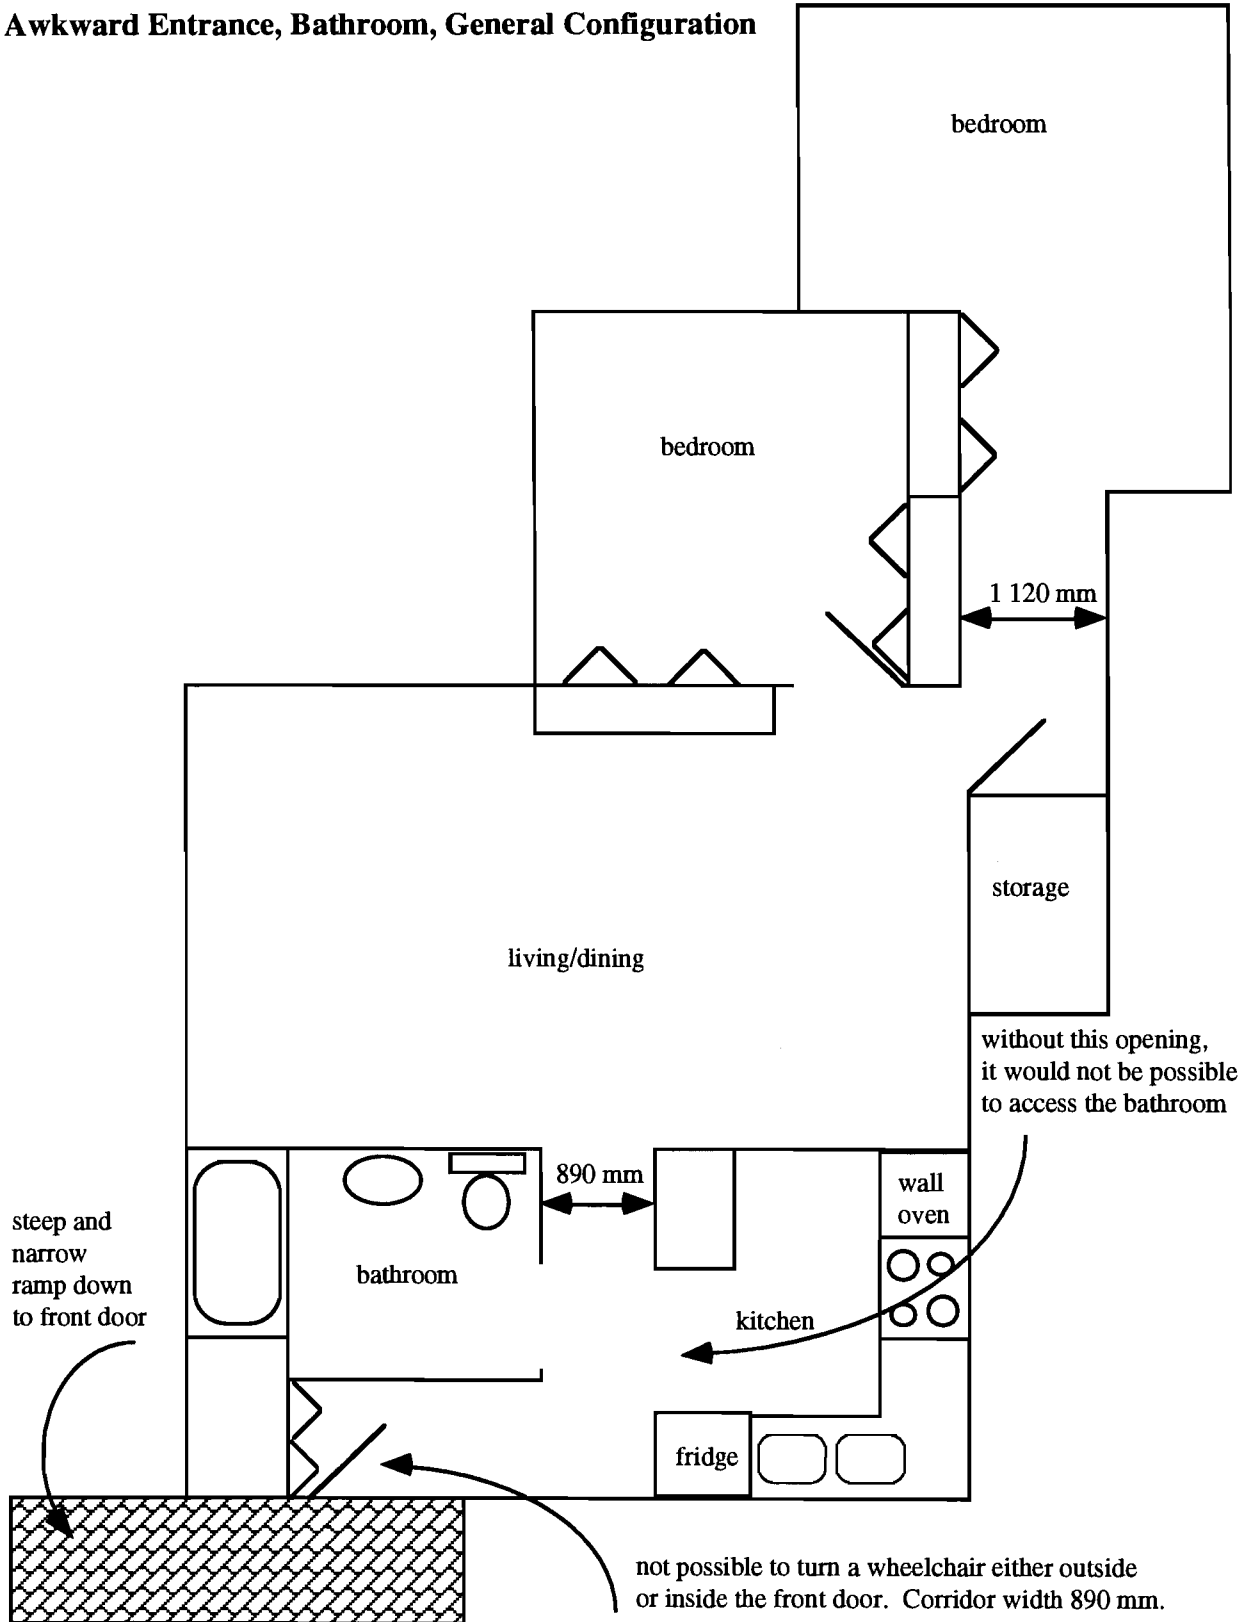 Awkward Entrance, Bathroom, General Configuration
bedroom
bedroom
1 120 mm
storage
living/dining
without this opening,
it would not be possible
to access the bathroom
890 mm
wall
oven
steep and
narrow
ramp down
to front door
bathroom
kitchen
fridge
not possible to turn a wheelchair either outside
or inside the front door. Corridor width 890 mm.